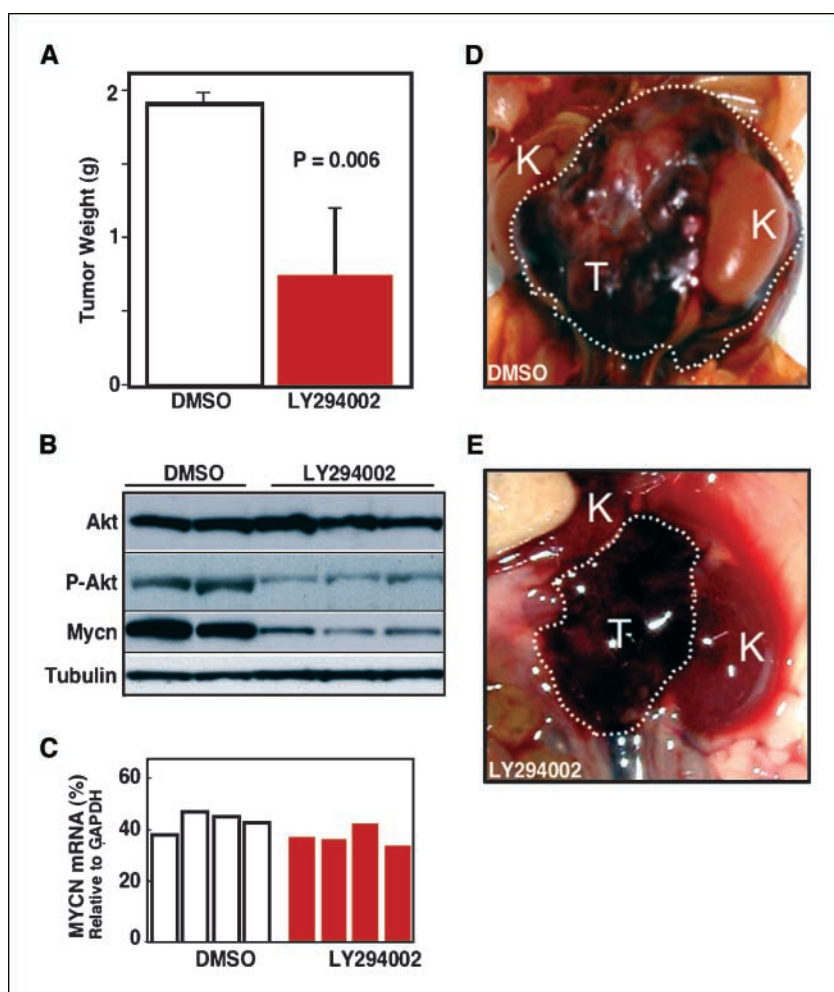 A
Tumor Weight (g)
2
1
0
P = 0.006
DMSO
LY294002
B
DMSO
LY294002
Akt
P-Akt
Mycn
Tubulin
C
MYCN mRNA (%)
Relative to GAPDH
60
40
20
0
DMSO
LY294002
D
K
K
T
DMSO
E
K
T
K
LY294002